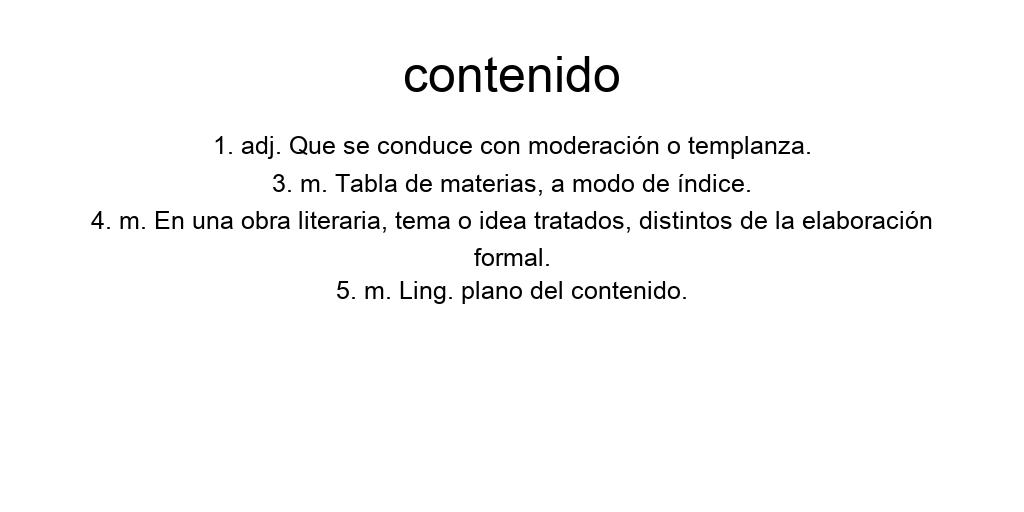 contenido
1. adj. Que se conduce con moderación o templanza.
3. m. Tabla de materias, a modo de índice.
4. m. En una obra literaria, tema o idea tratados, distintos de la elaboración
formal.
5. m. Ling. plano del contenido.